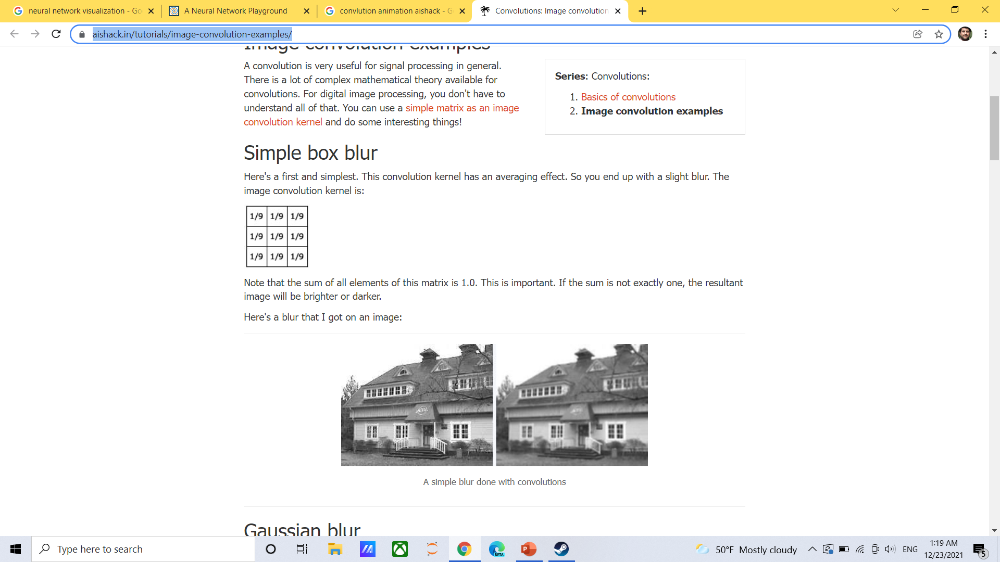 neural network visualization - Go
A Neural Network Playground
convlution animation aishack - G
Convolutions: Image convolution
aishack.in/tutorials/image-convolution-examples/
Image convolution examples
A convolution is very useful for signal processing in general.
There is a lot of complex mathematical theory available for
convolutions. For digital image processing, you don't have to
understand all of that. You can use a simple matrix as an image
convolution kernel and do some interesting things!
Series: Convolutions:
1. Basics of convolutions
2. Image convolution examples
Simple box blur
Here's a first and simplest. This convolution kernel has an averaging effect. So you end up with a slight blur. The
image convolution kernel is:
1/9 1/9 1/9
1/9 1/9 1/9
1/9 1/9 1/9
Note that the sum of all elements of this matrix is 1.0. This is important. If the sum is not exactly one, the resultant
image will be brighter or darker.
Here's a blur that I got on an image:
A simple blur done with convolutions
Gaussian blur
Type here to search
BETA
P
50°F Mostly cloudy
ENG
1:19 AM
12/23/2021
5